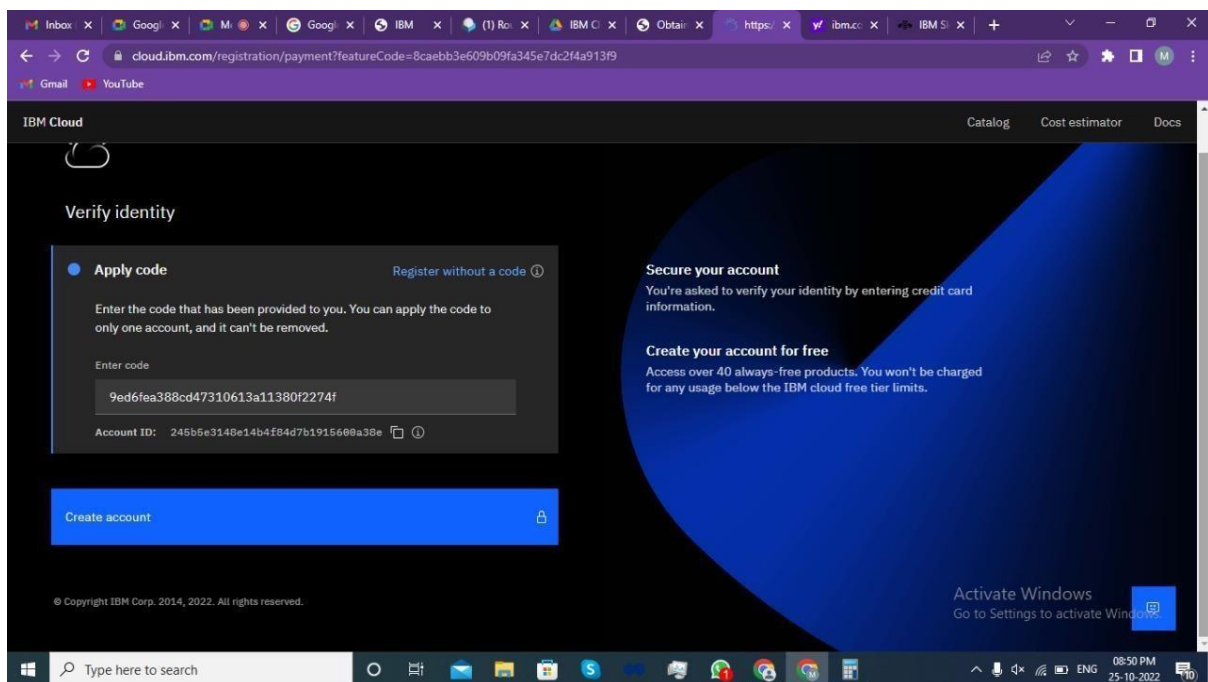 Inbox
Googl
M
Googl
IBM
(1) Rou
IBM Cl
Obtain
https:/
ibm.co
IBM Sk
cloud.ibm.com/registration/payment?featureCode=8caebb3e609b09fa345e7dc2f4a913f9
M
Gmail
YouTube
IBM Cloud
Catalog
Cost estimator
Docs
Verify identity
Apply code
Register without a code
Enter the code that has been provided to you. You can apply the code to
only one account, and it can't be removed.
Enter code
9ed6fea388cd47310613a11380f2274f
Account ID: 245b5e3148e14b4f84d7b1915600a38e
Create account
© Copyright IBM Corp. 2014, 2022. All rights reserved.
Secure your account
You're asked to verify your identity by entering credit card
information.
Create your account for free
Access over 40 always-free products. You won't be charged
for any usage below the IBM cloud free tier limits.
Activate Windows
Go to Settings to activate Windows.
Type here to search
ENG
08:50 PM
25-10-2022